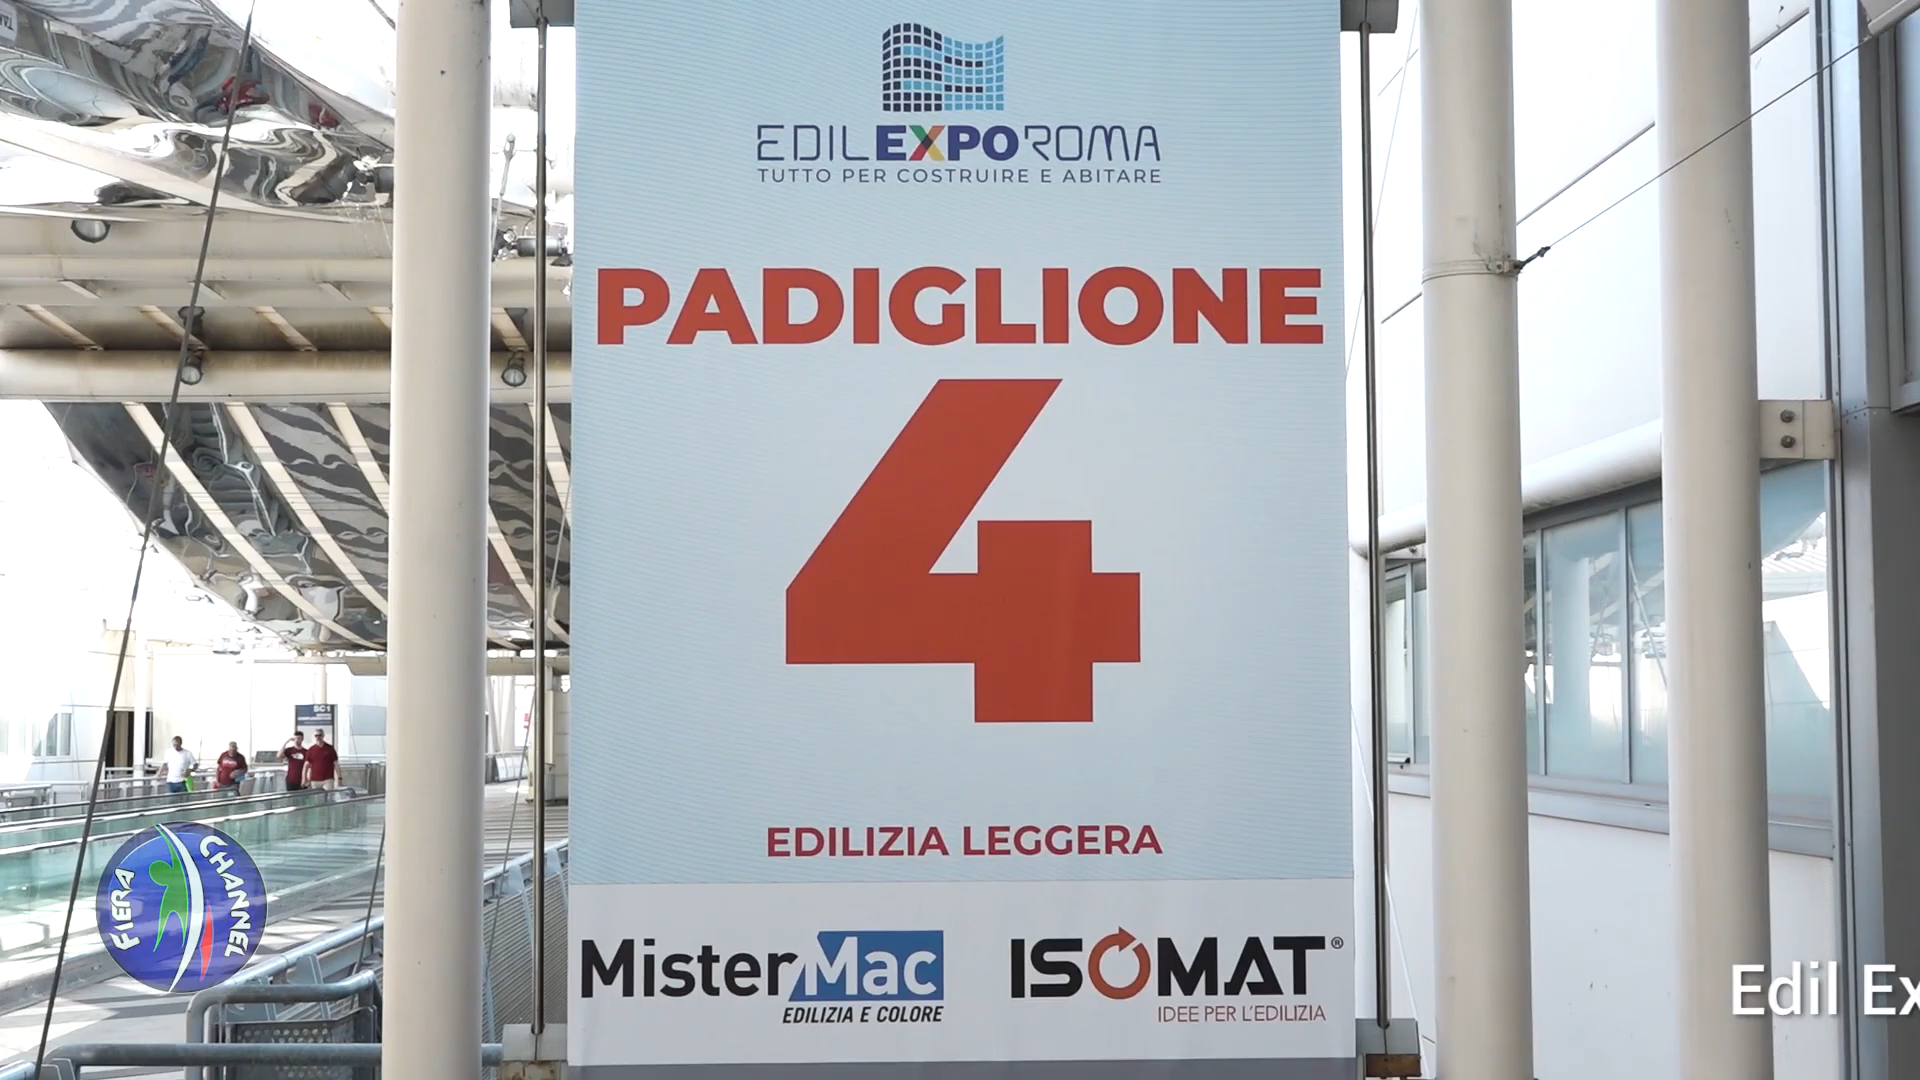 EDILEXPOROMA
TUTTO PER COSTRUIRE E ABITARE
PADIGLIONE
4
EDILIZIA LEGGERA
MisterMac
EDILIZIA E COLORE
ISOMAT®
IDEE PER L'EDILIZIA
SC1
FIERA CHANNEL
Edil Ex